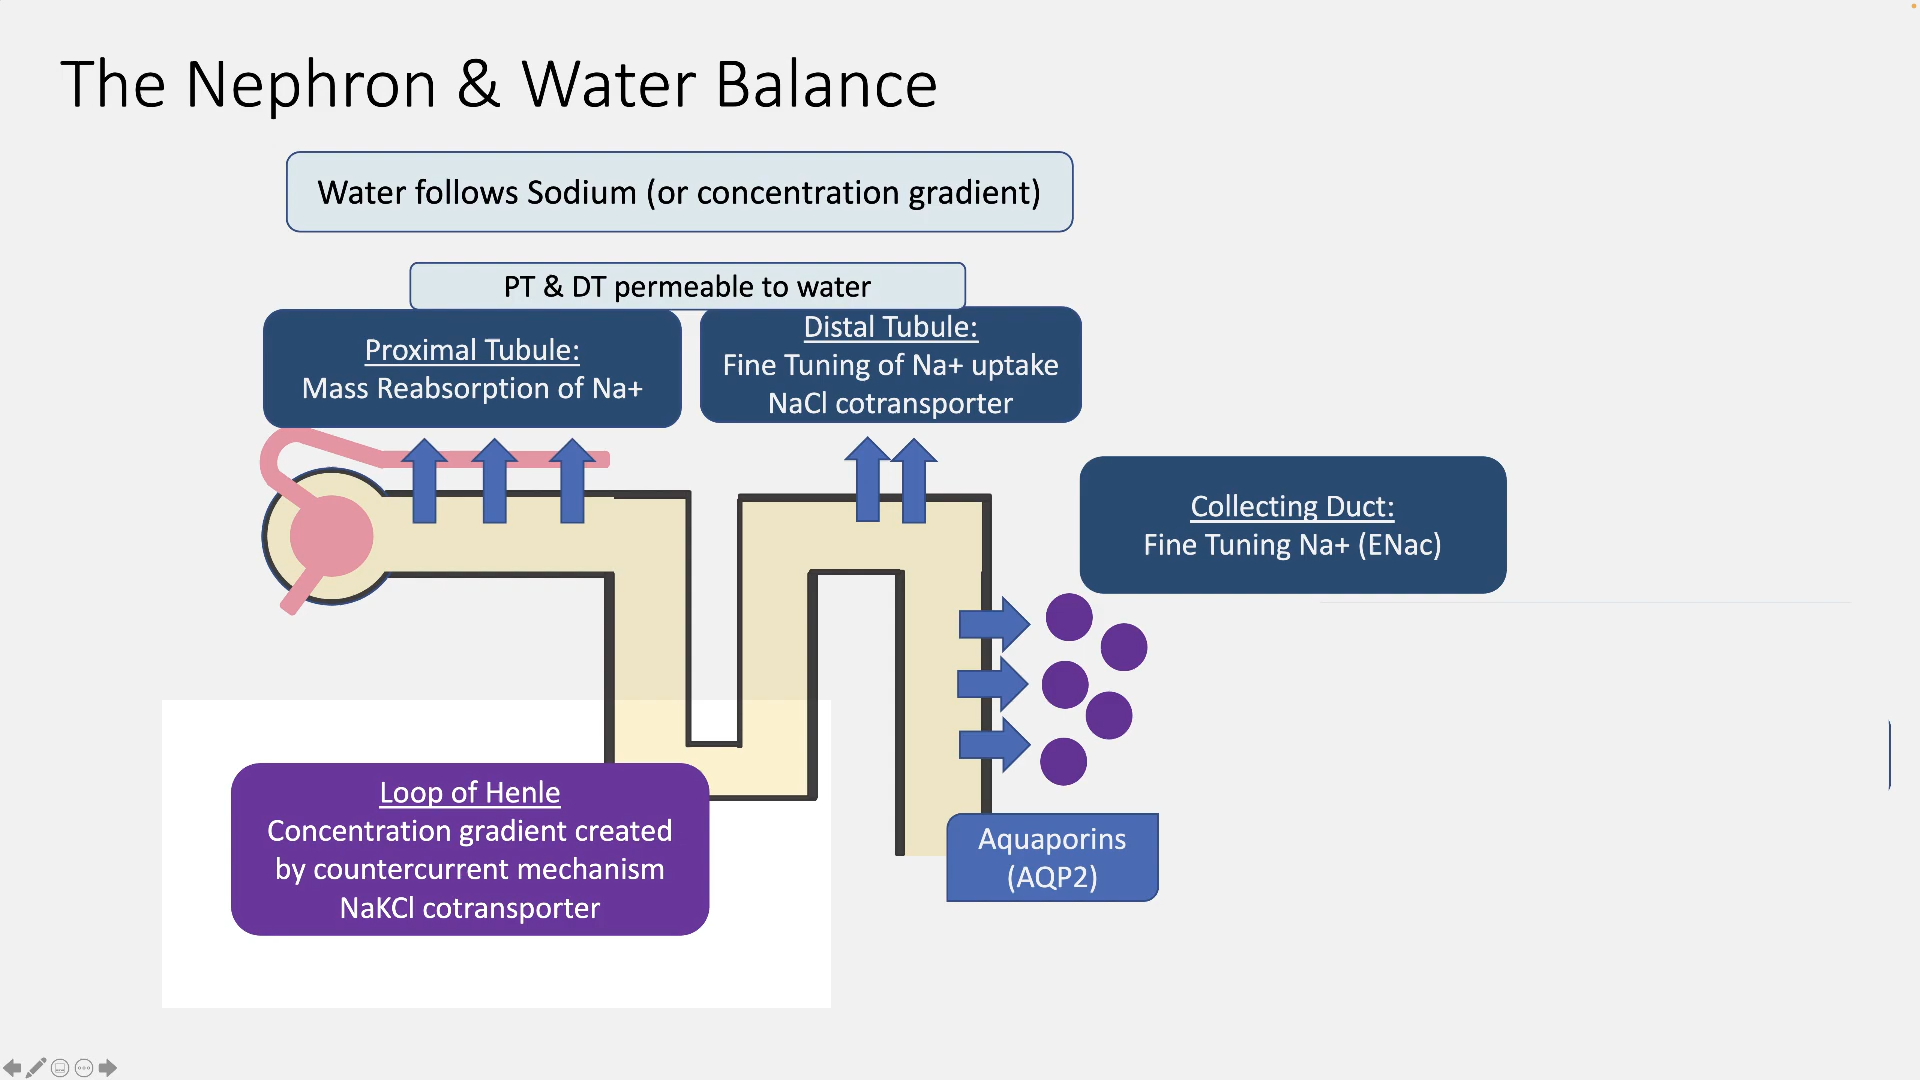 The Nephron & Water Balance
Water follows Sodium (or concentration gradient)
PT & DT permeable to water
Proximal Tubule:
Mass Reabsorption of Na+
Distal Tubule:
Fine Tuning of Na+ uptake
NaCl cotransporter
Collecting Duct:
Fine Tuning Na+ (ENac)
Loop of Henle
Concentration gradient created
by countercurrent mechanism
NaKCl cotransporter
Aquaporins
(AQP2)